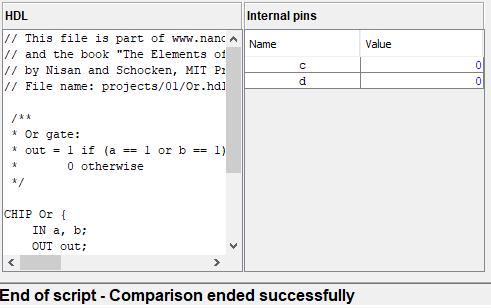 HDL
// This file is part of www.nand
// and the book "The Elements of
// by Nisan and Schocken, MIT Pr
// File name: projects/01/Or.hdl
/**
* Or gate:
* out = 1 if (a == 1 or b == 1)
* 0 otherwise
*/
CHIP Or {
IN a, b;
OUT out;
Internal pins
Name Value
c 0
d 0
End of script - Comparison ended successfully